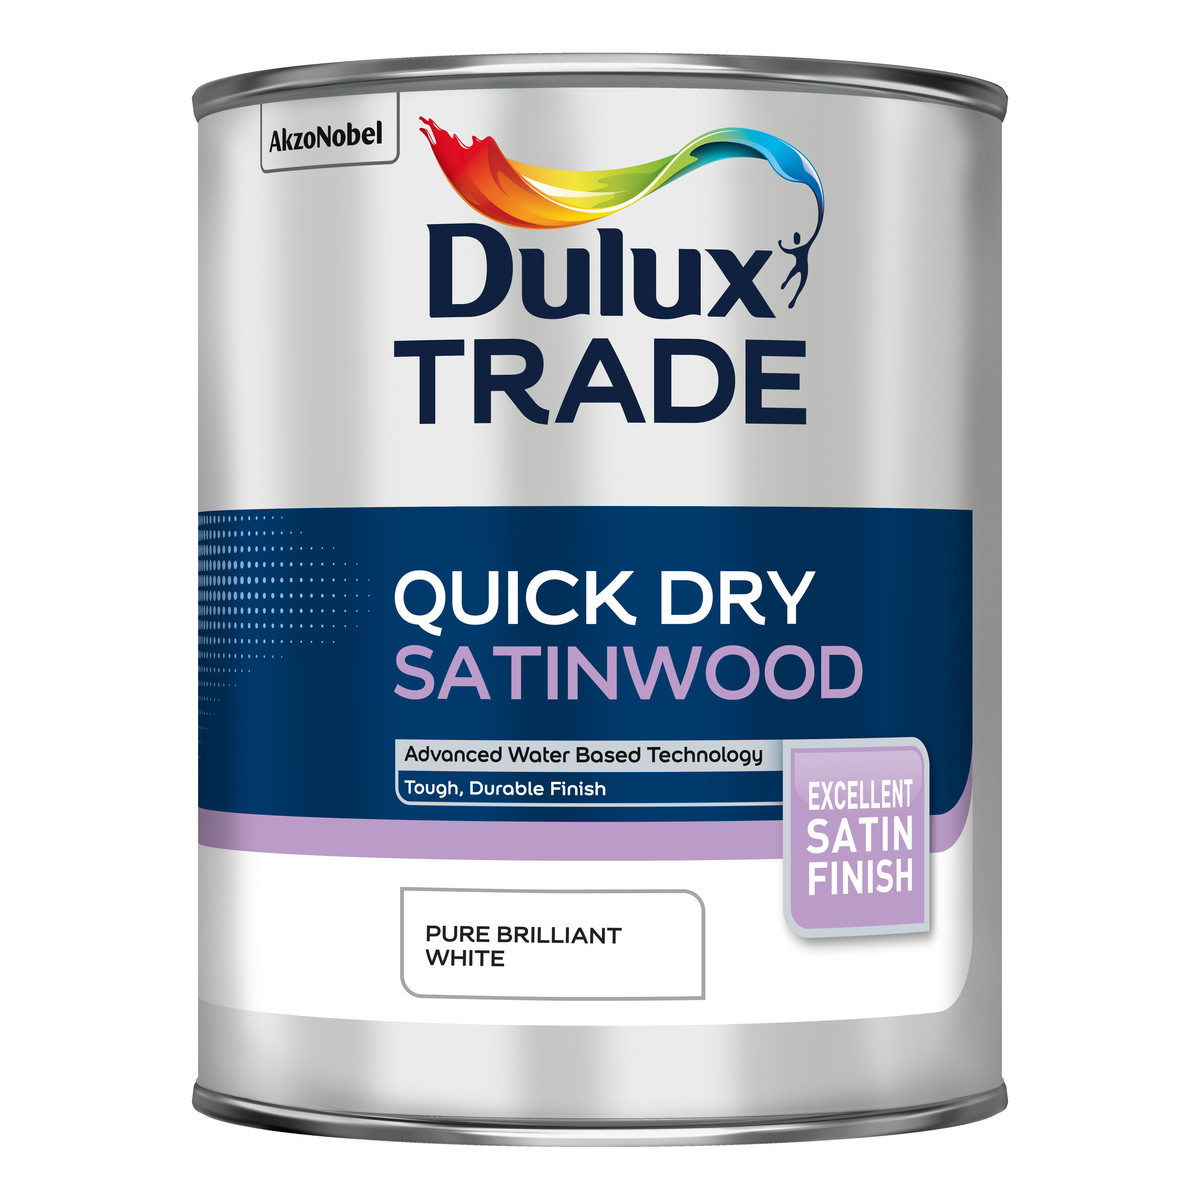 AkzoNobel
Dulux
TRADE
QUICK DRY
SATINWOOD
Advanced Water Based Technology
Tough, Durable Finish
EXCELLENT
SATIN
FINISH
PURE BRILLIANT
WHITE